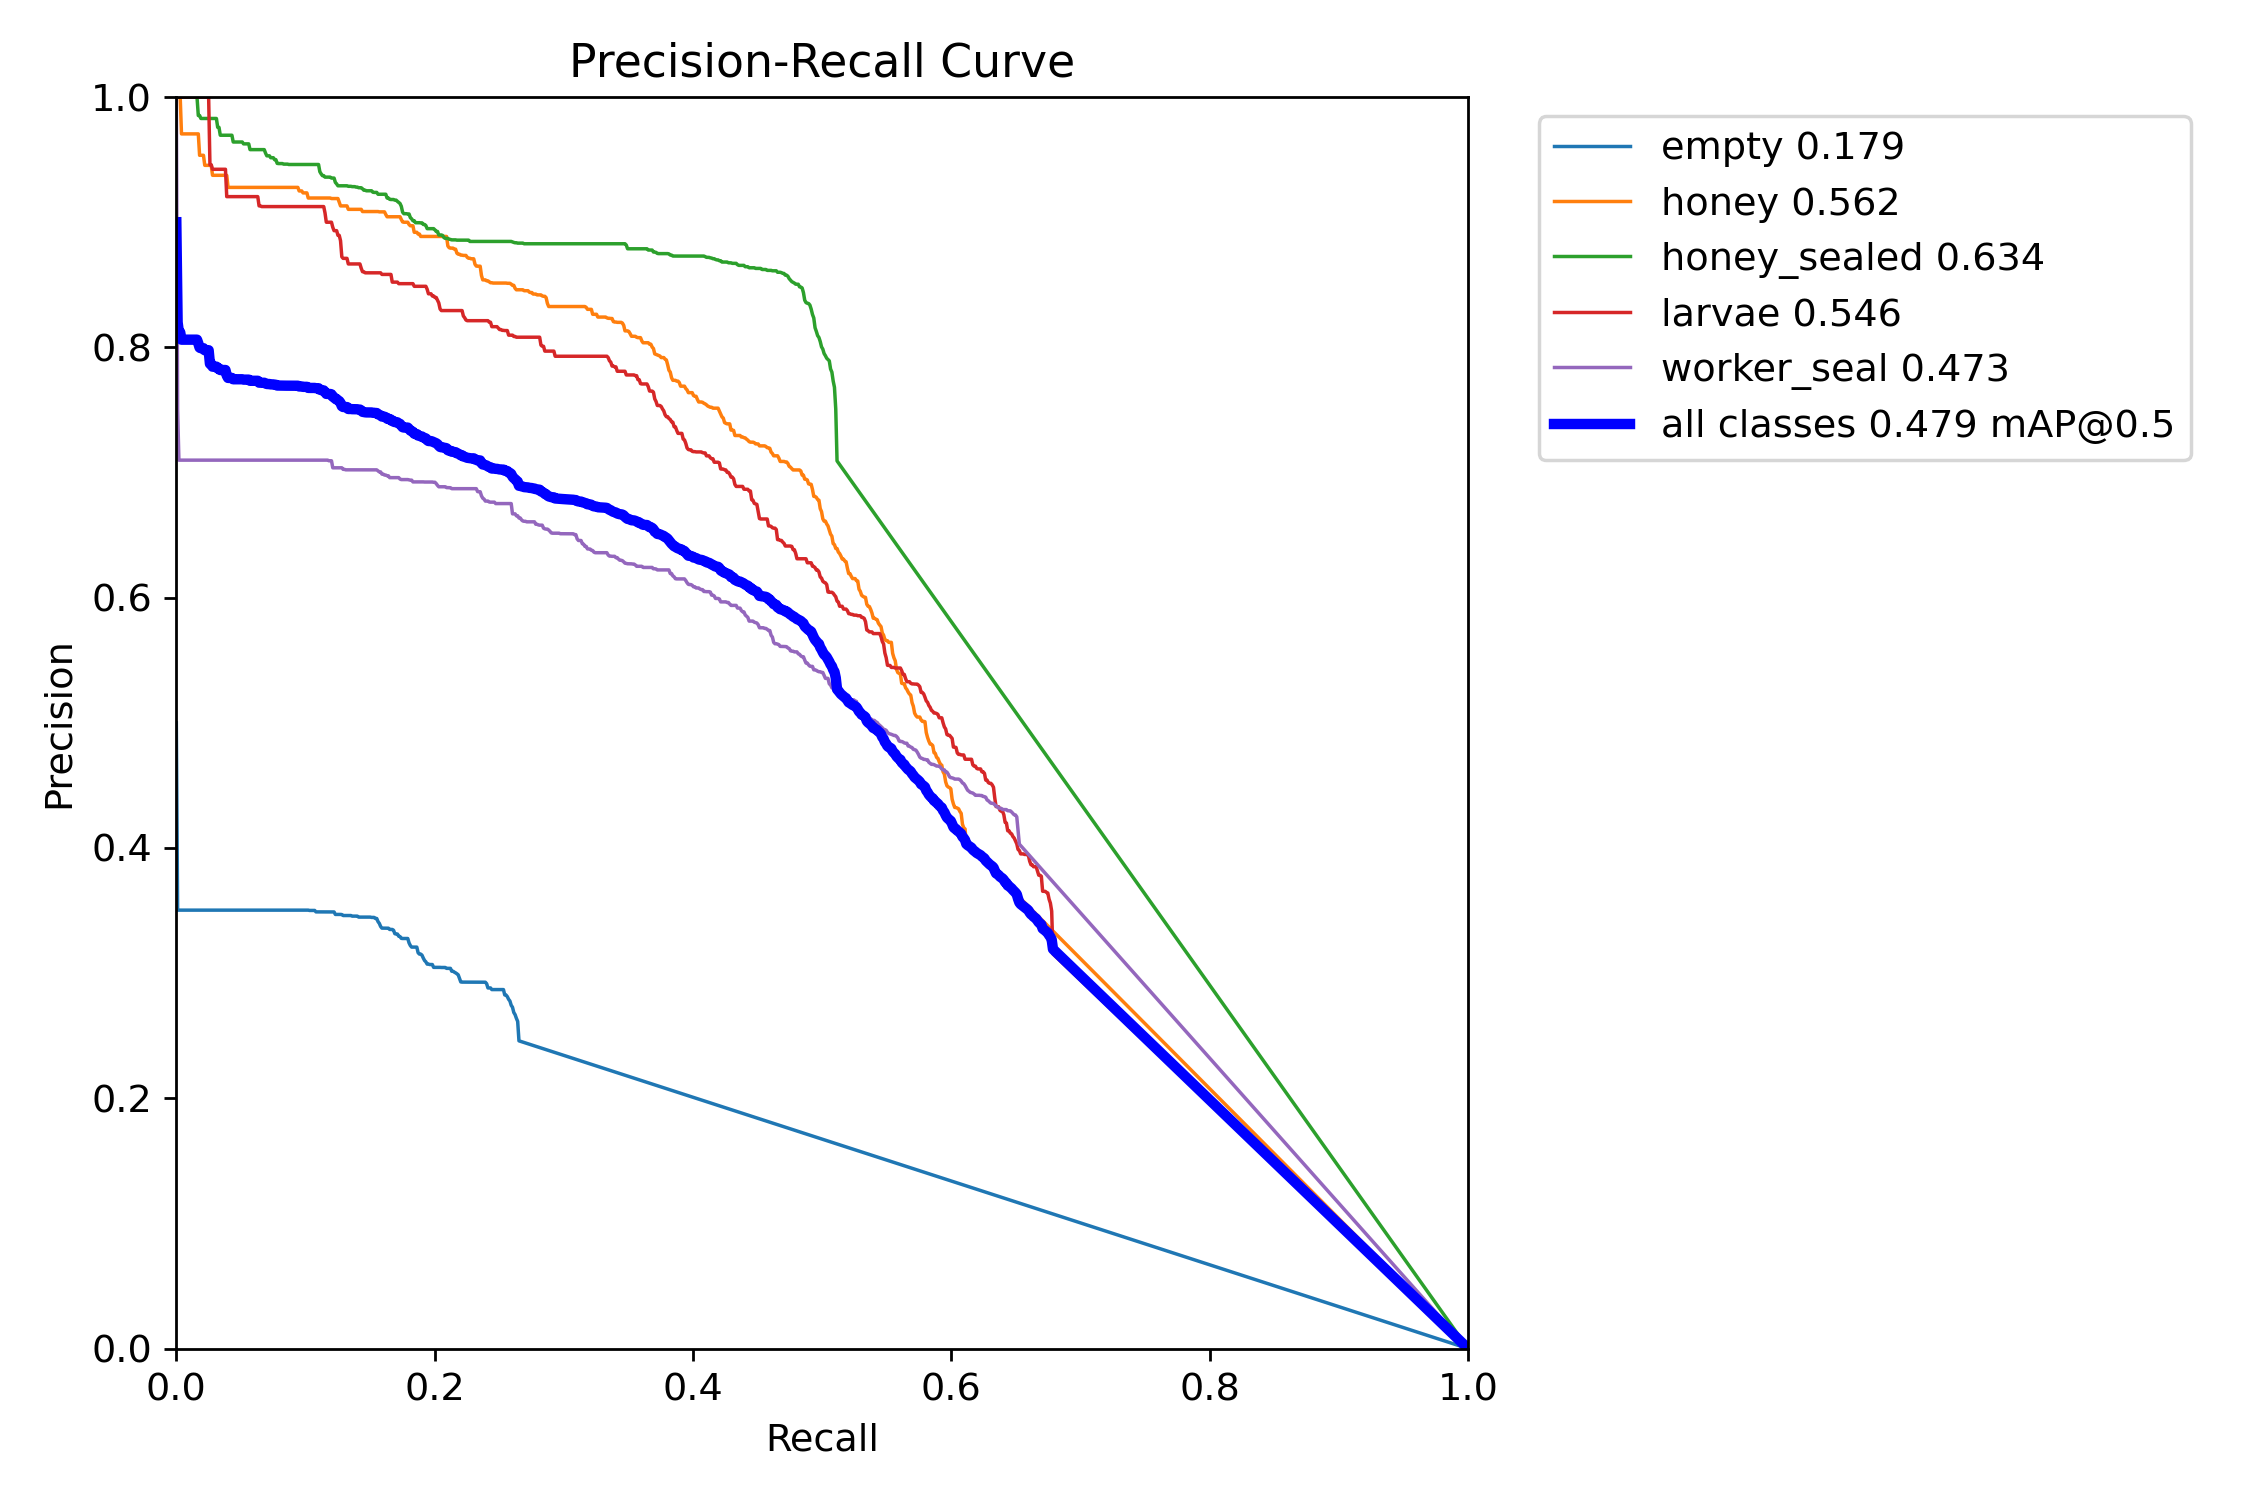 Precision-Recall Curve
1.0
0.8
0.6
0.4
0.2
0.0
Precision
0.0 0.2 0.4 0.6 0.8 1.0
Recall
empty 0.179
honey 0.562
honey_sealed 0.634
larvae 0.546
worker_seal 0.473
all classes 0.479 mAP@0.5